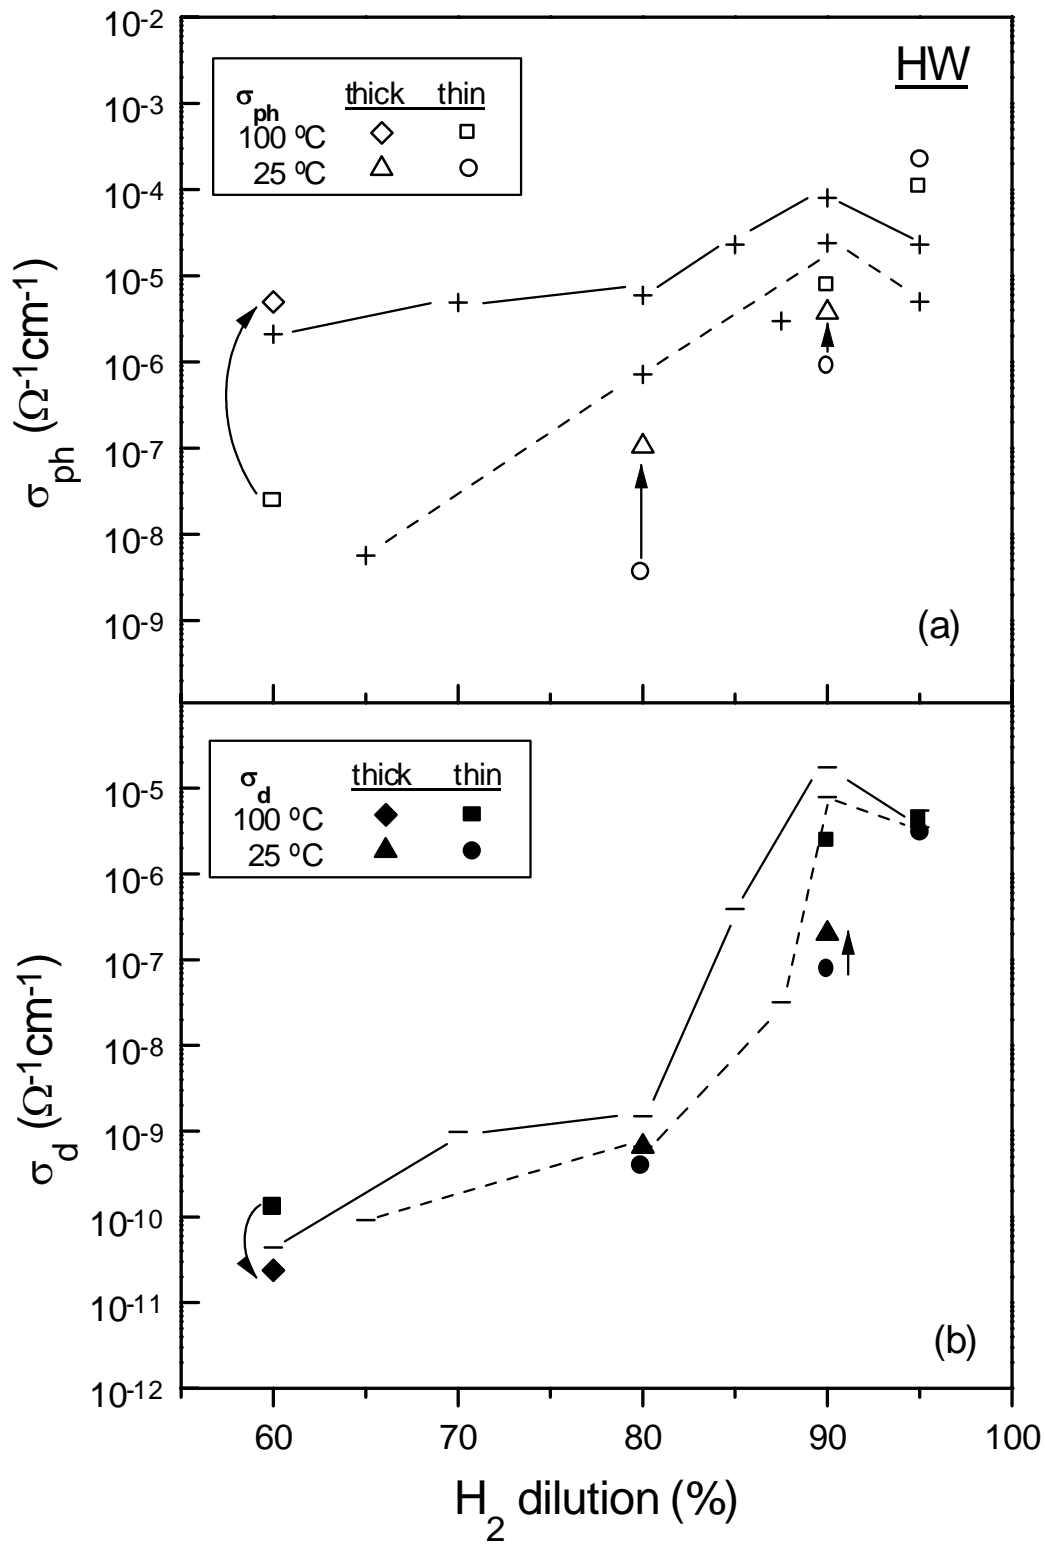 10⁻²
HW
σph thick thin
100 ºC
25 ºC
10⁻³
10⁻⁴
10⁻⁵
10⁻⁶
10⁻⁷
10⁻⁸
10⁻⁹
σph (Ω⁻¹cm⁻¹)
(a)
σd thick thin
100 ºC
25 ºC
10⁻⁵
10⁻⁶
10⁻⁷
10⁻⁸
10⁻⁹
10⁻¹⁰
10⁻¹¹
10⁻¹²
σd (Ω⁻¹cm⁻¹)
(b)
60 70 80 90 100
H₂ dilution (%)